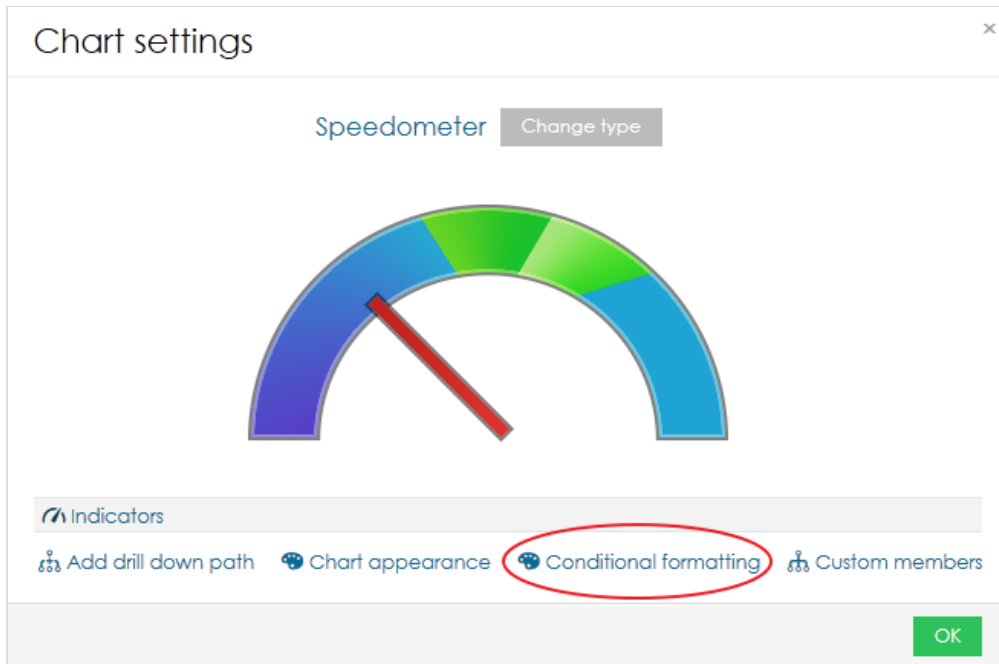 Chart settings
×
Speedometer Change type
Indicators
Add drill down path Chart appearance Conditional formatting Custom members
OK